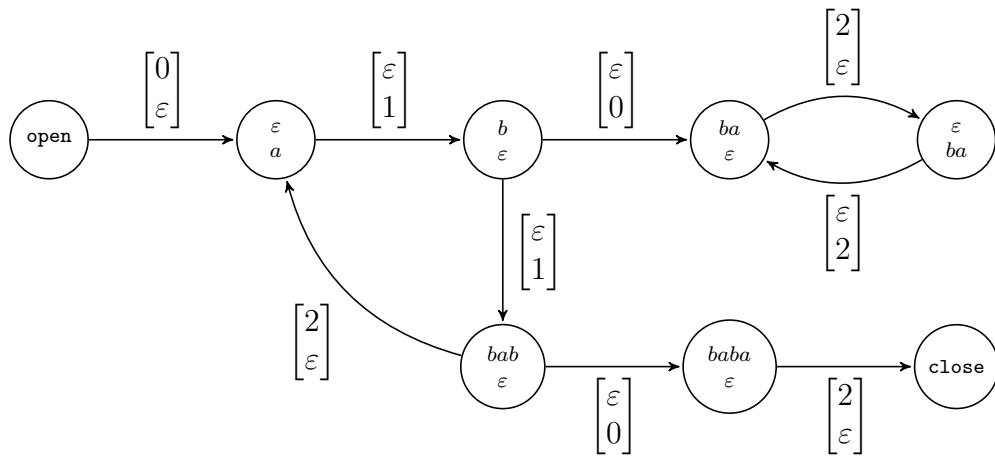 [2 ε]
[0 ε] [ε 1] [ε 0]
open
ε a
b ε
ba ε
ε ba
[ε 1] [ε 2]
[2 ε]
bab ε
baba ε
close
[ε 0] [2 ε]